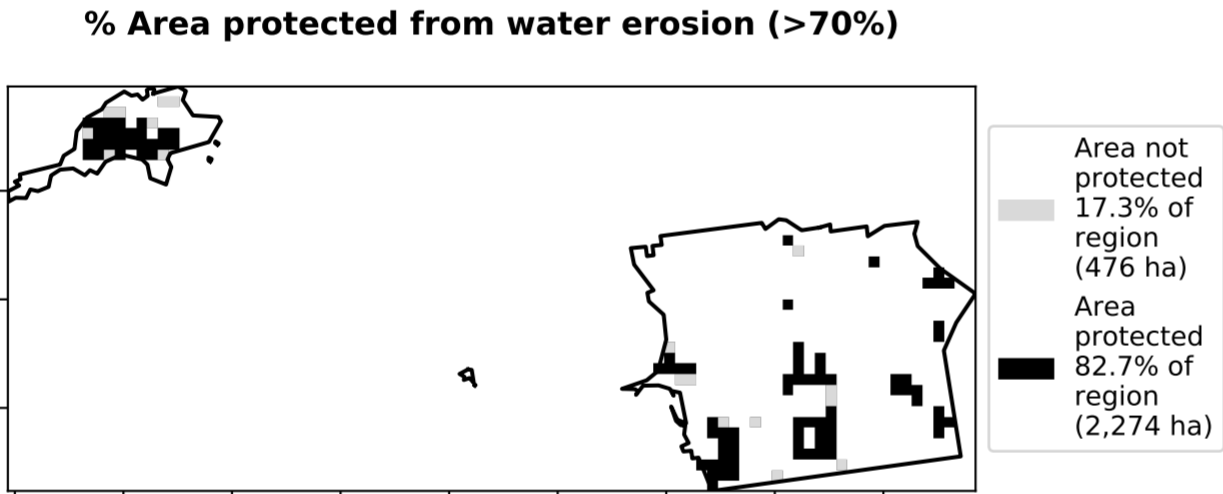 % Area protected from water erosion (>70%)
Area not
protected
17.3% of
region
(476 ha)
Area
protected
82.7% of
region
(2,274 ha)